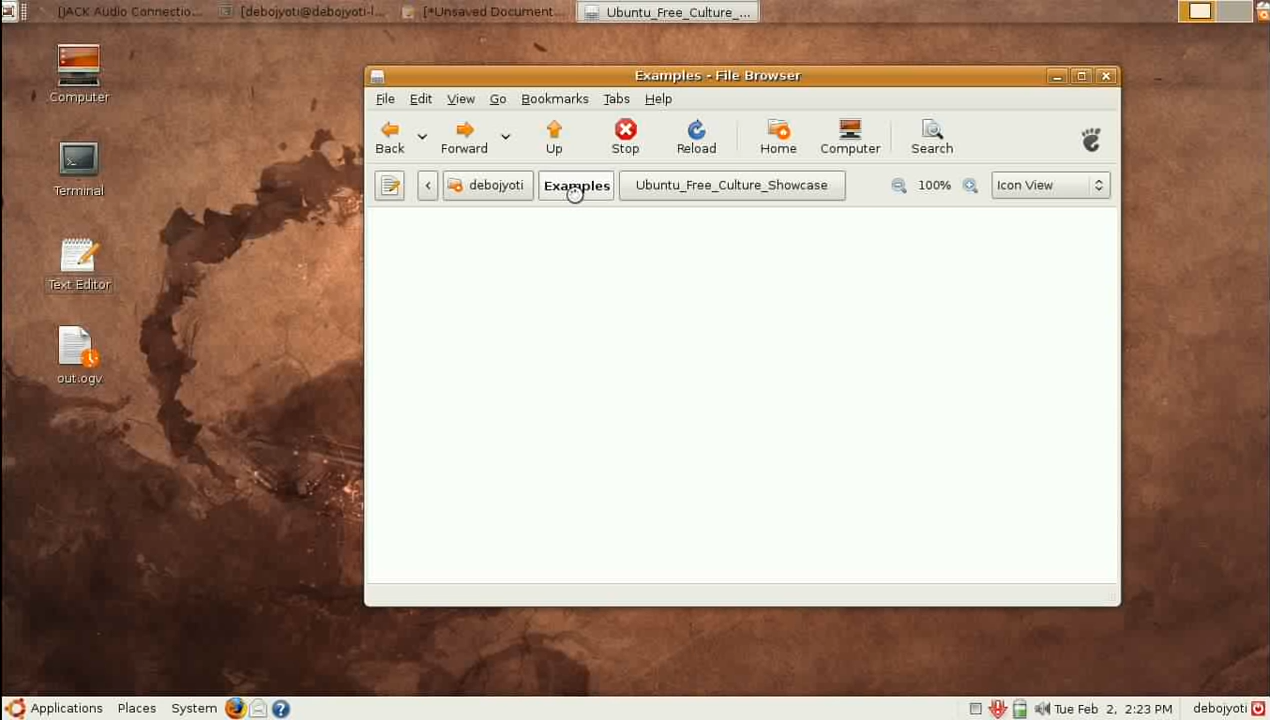 [JACK Audio Connectio...
[debojyoti@debojyoti-l...
[*Unsaved Document...
Ubuntu_Free_Culture_...
Computer
Terminal
Text Editor
out.ogv
Examples - File Browser
File Edit View Go Bookmarks Tabs Help
Back Forward Up Stop Reload Home Computer Search
debojyoti Examples Ubuntu_Free_Culture_Showcase 100% Icon View
Applications Places System Tue Feb 2, 2:23 PM debojyoti